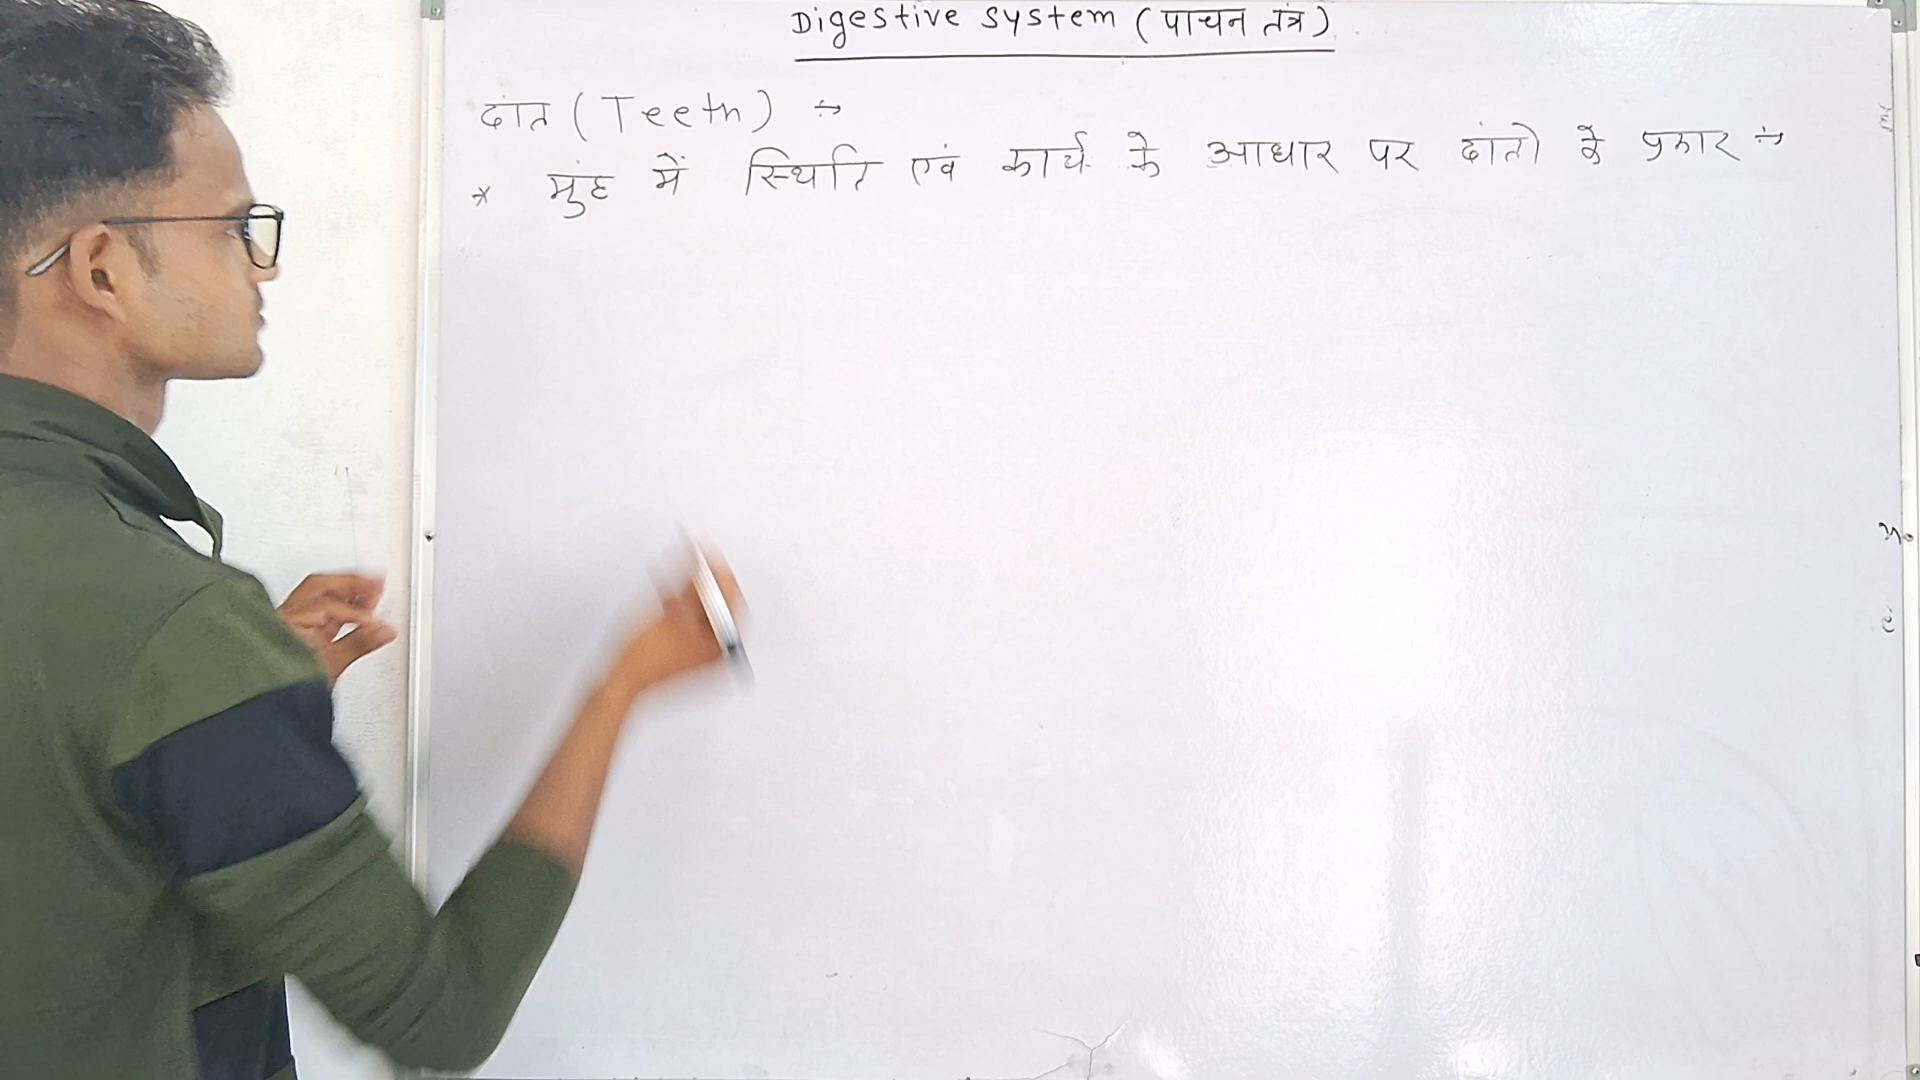 Digestive system (पाचन तंत्र)
दांत (Teeth) :->
* मुंह में स्थिति एवं कार्य के आधार पर दांतो के प्रकार :->